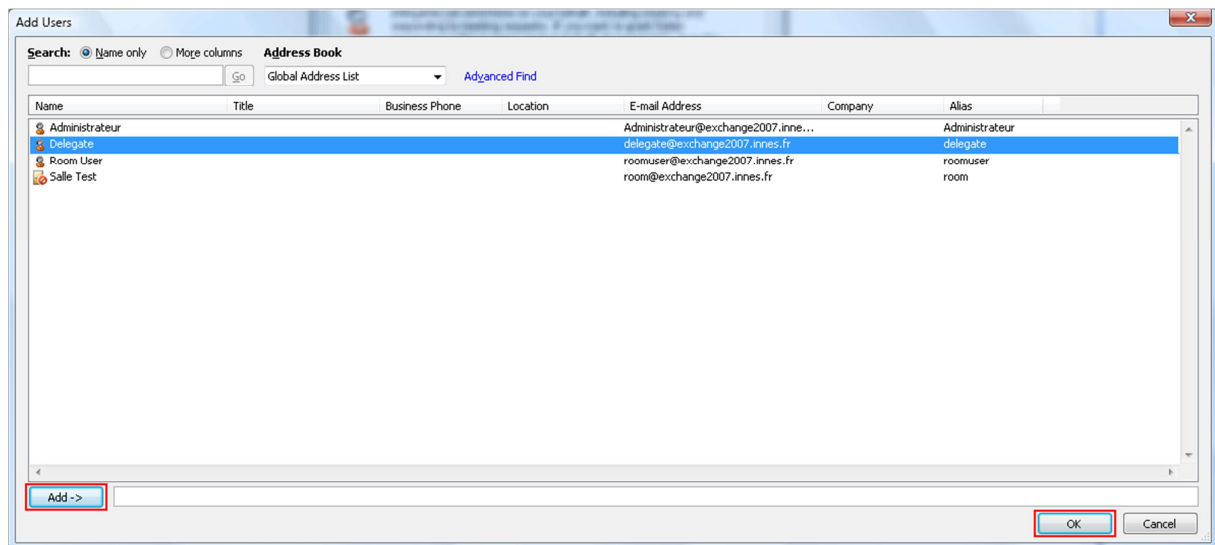 Add Users
Search: Name only More columns Address Book
Go Global Address List Advanced Find
Name Title Business Phone Location E-mail Address Company Alias
Administrateur Administrateur@exchange2007.inne... Administrateur
Delegate delegate@exchange2007.innes.fr delegate
Room User roomuser@exchange2007.innes.fr roomuser
Salle Test room@exchange2007.innes.fr room
Add ->
OK Cancel